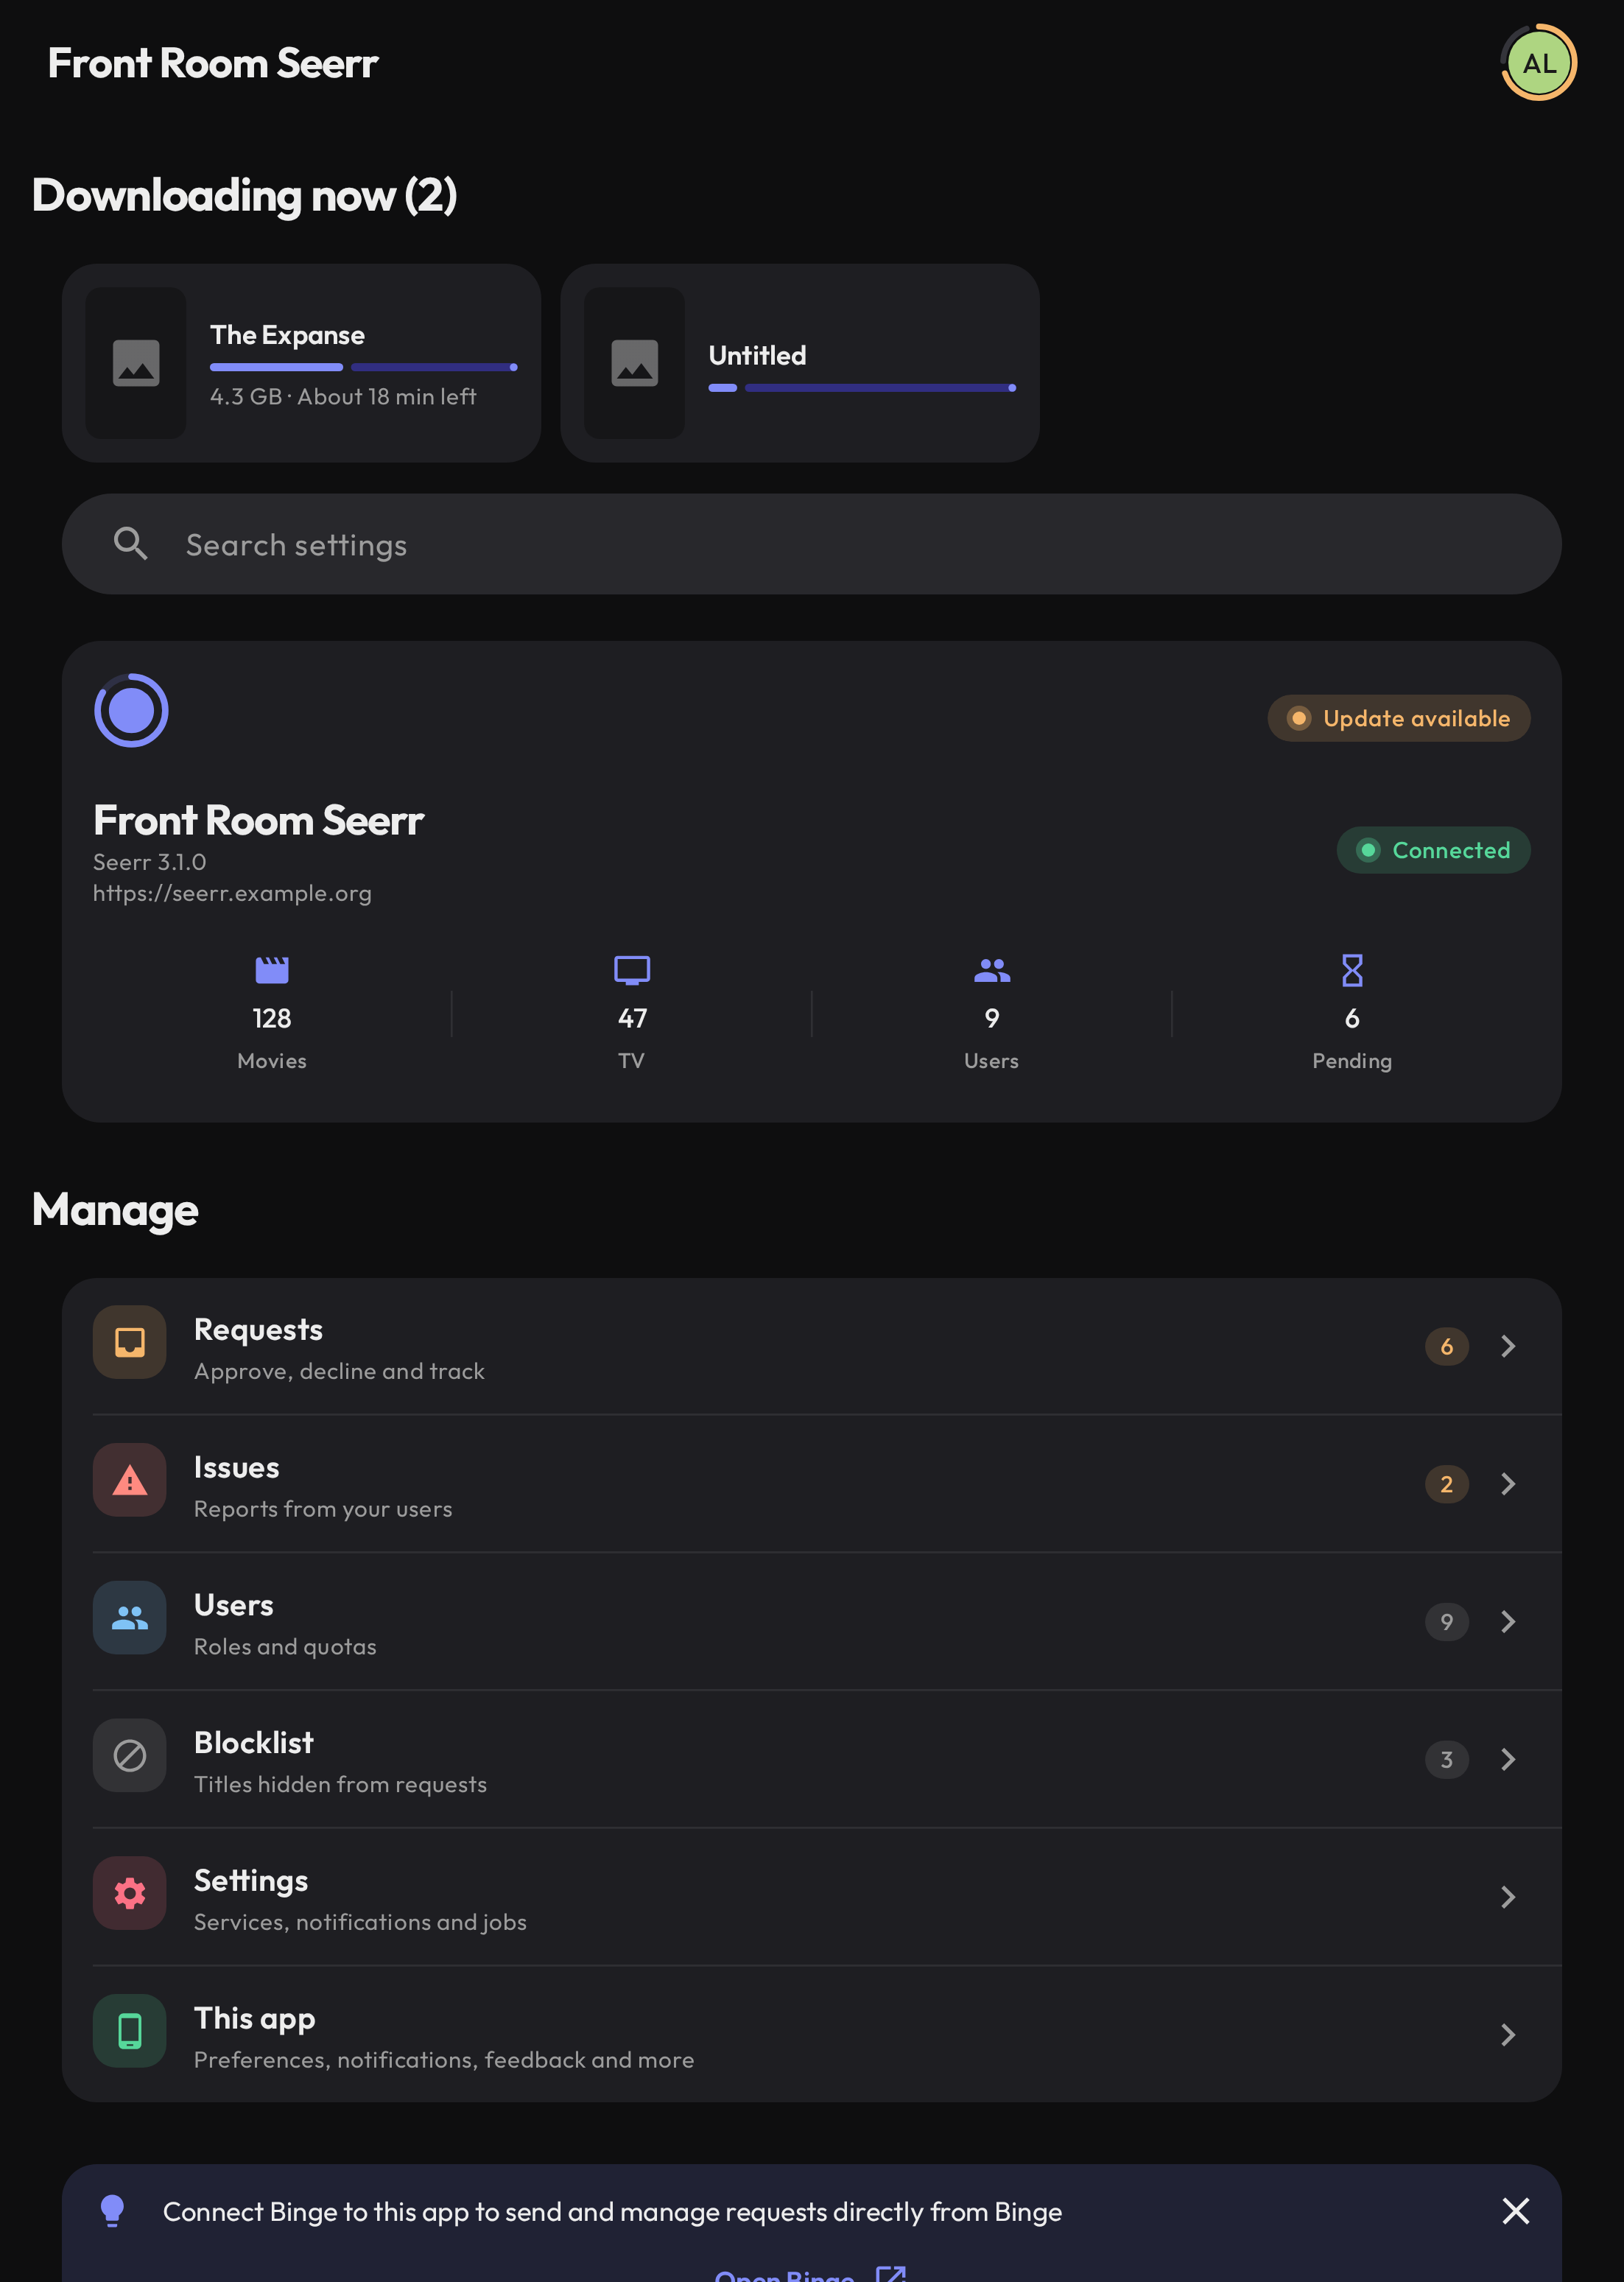 Front Room Seerr
AL
Downloading now (2)
The Expanse
4.3 GB · About 18 min left
Untitled
Search settings
Update available
Front Room Seerr
Connected
Seerr 3.1.0
https://seerr.example.org
128
47
9
6
Movies
TV
Users
Pending
Manage
Requests
Approve, decline and track
6
Issues
Reports from your users
2
Users
Roles and quotas
9
Blocklist
Titles hidden from requests
3
Settings
Services, notifications and jobs
This app
Preferences, notifications, feedback and more
Connect Binge to this app to send and manage requests directly from Binge
Open Binge